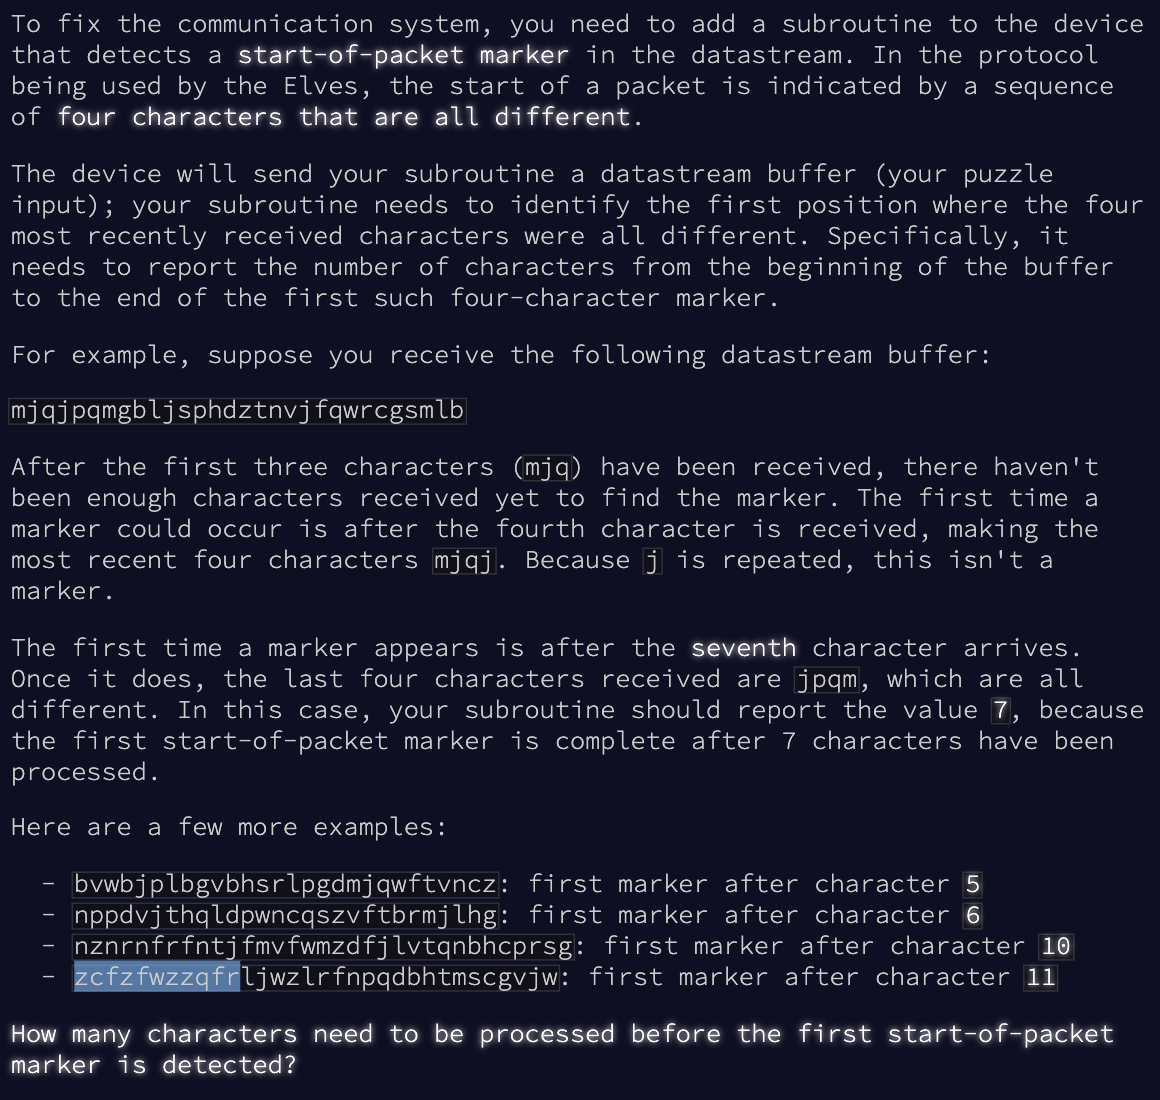 To fix the communication system, you need to add a subroutine to the device
that detects a start-of-packet marker in the datastream. In the protocol
being used by the Elves, the start of a packet is indicated by a sequence
of four characters that are all different.
The device will send your subroutine a datastream buffer (your puzzle
input); your subroutine needs to identify the first position where the four
most recently received characters were all different. Specifically, it
needs to report the number of characters from the beginning of the buffer
to the end of the first such four-character marker.
For example, suppose you receive the following datastream buffer:
mjqjpqmgbljsphdztnvjfqwrcgsmlb
After the first three characters (mjq) have been received, there haven't
been enough characters received yet to find the marker. The first time a
marker could occur is after the fourth character is received, making the
most recent four characters mjqj. Because j is repeated, this isn't a
marker.
The first time a marker appears is after the seventh character arrives.
Once it does, the last four characters received are jpqm, which are all
different. In this case, your subroutine should report the value 7, because
the first start-of-packet marker is complete after 7 characters have been
processed.
Here are a few more examples:
- bvwbjplbgvbhsrlpgdmjqwftvncz: first marker after character 5
- nppdvjthqldpwncqszvftbrmjlhg: first marker after character 6
- nznrnfrfntjfmvfwmzdfjlvtqnbhcprsg: first marker after character 10
- zcfzfwzzqfrljwzlrfnpqdbhtmscgvjw: first marker after character 11
How many characters need to be processed before the first start-of-packet
marker is detected?